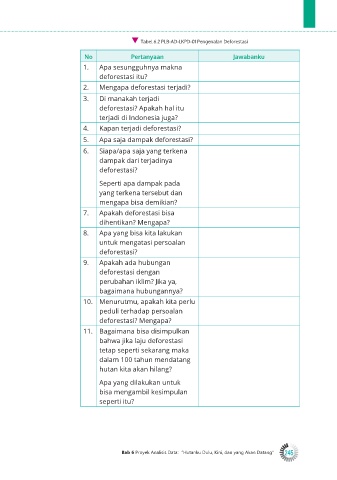 ▼ Tabel 6.2 PLB-AD-LKPD-01 Pengenalan Deforestasi
No Pertanyaan Jawabanku
1. Apa sesungguhnya makna
deforestasi itu?
2. Mengapa deforestasi terjadi?
3. Di manakah terjadi
deforestasi? Apakah hal itu
terjadi di Indonesia juga?
4. Kapan terjadi deforestasi?
5. Apa saja dampak deforestasi?
6. Siapa/apa saja yang terkena
dampak dari terjadinya
deforestasi?
Seperti apa dampak pada
yang terkena tersebut dan
mengapa bisa demikian?
7. Apakah deforestasi bisa
dihentikan? Mengapa?
8. Apa yang bisa kita lakukan
untuk mengatasi persoalan
deforestasi?
9. Apakah ada hubungan
deforestasi dengan
perubahan iklim? Jika ya,
bagaimana hubungannya?
10. Menurutmu, apakah kita perlu
peduli terhadap persoalan
deforestasi? Mengapa?
11. Bagaimana bisa disimpulkan
bahwa jika laju deforestasi
tetap seperti sekarang maka
dalam 100 tahun mendatang
hutan kita akan hilang?
Apa yang dilakukan untuk
bisa mengambil kesimpulan
seperti itu?
Bab 6 Proyek Analisis Data: "Hutanku Dulu, Kini, dan yang Akan Datang" 245